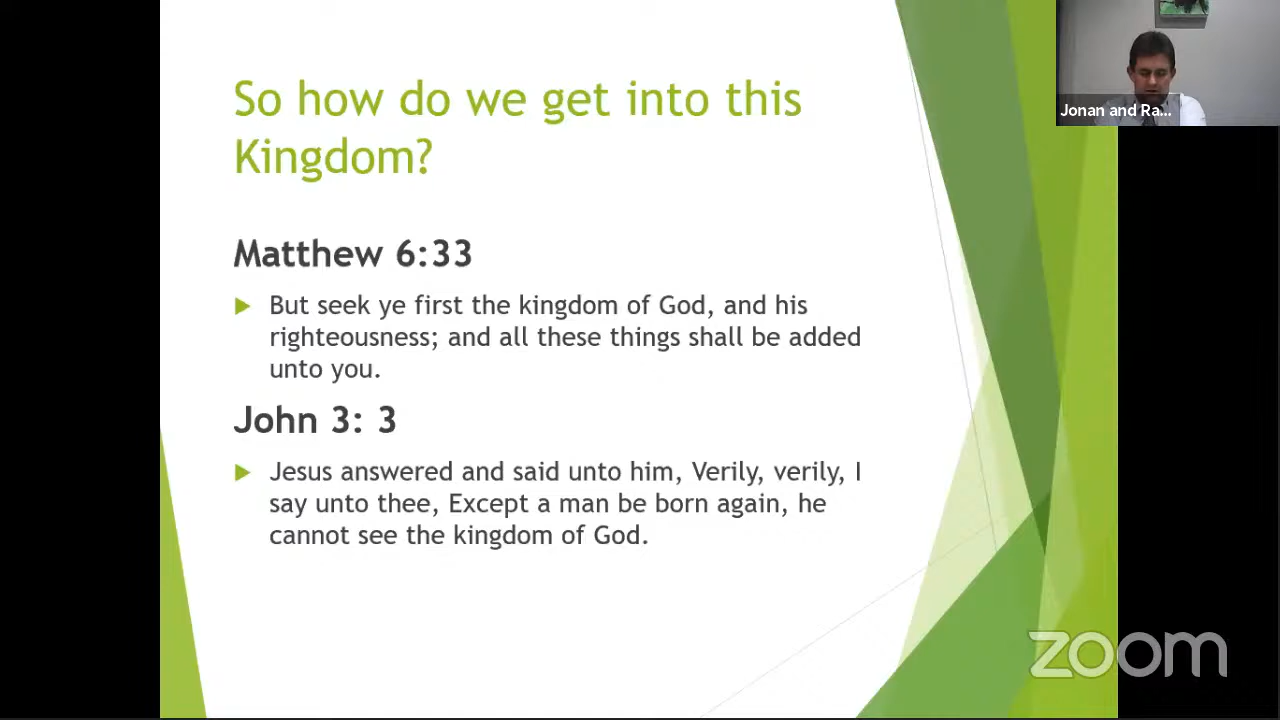 So how do we get into this
Kingdom?
Jonan and Ra...
Matthew 6:33
But seek ye first the kingdom of God, and his
righteousness; and all these things shall be added
unto you.
John 3: 3
Jesus answered and said unto him, Verily, verily, I
say unto thee, Except a man be born again, he
cannot see the kingdom of God.
zoom